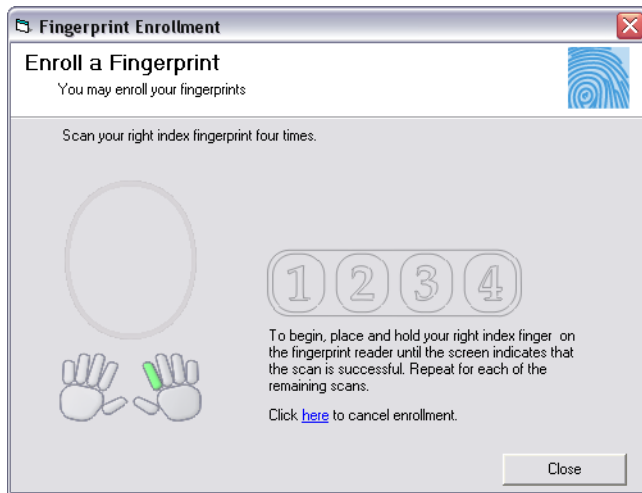 Fingerprint Enrollment
Enroll a Fingerprint
You may enroll your fingerprints
Scan your right index fingerprint four times.
1 2 3 4
To begin, place and hold your right index finger on
the fingerprint reader until the screen indicates that
the scan is successful. Repeat for each of the
remaining scans.
Click here to cancel enrollment.
Close